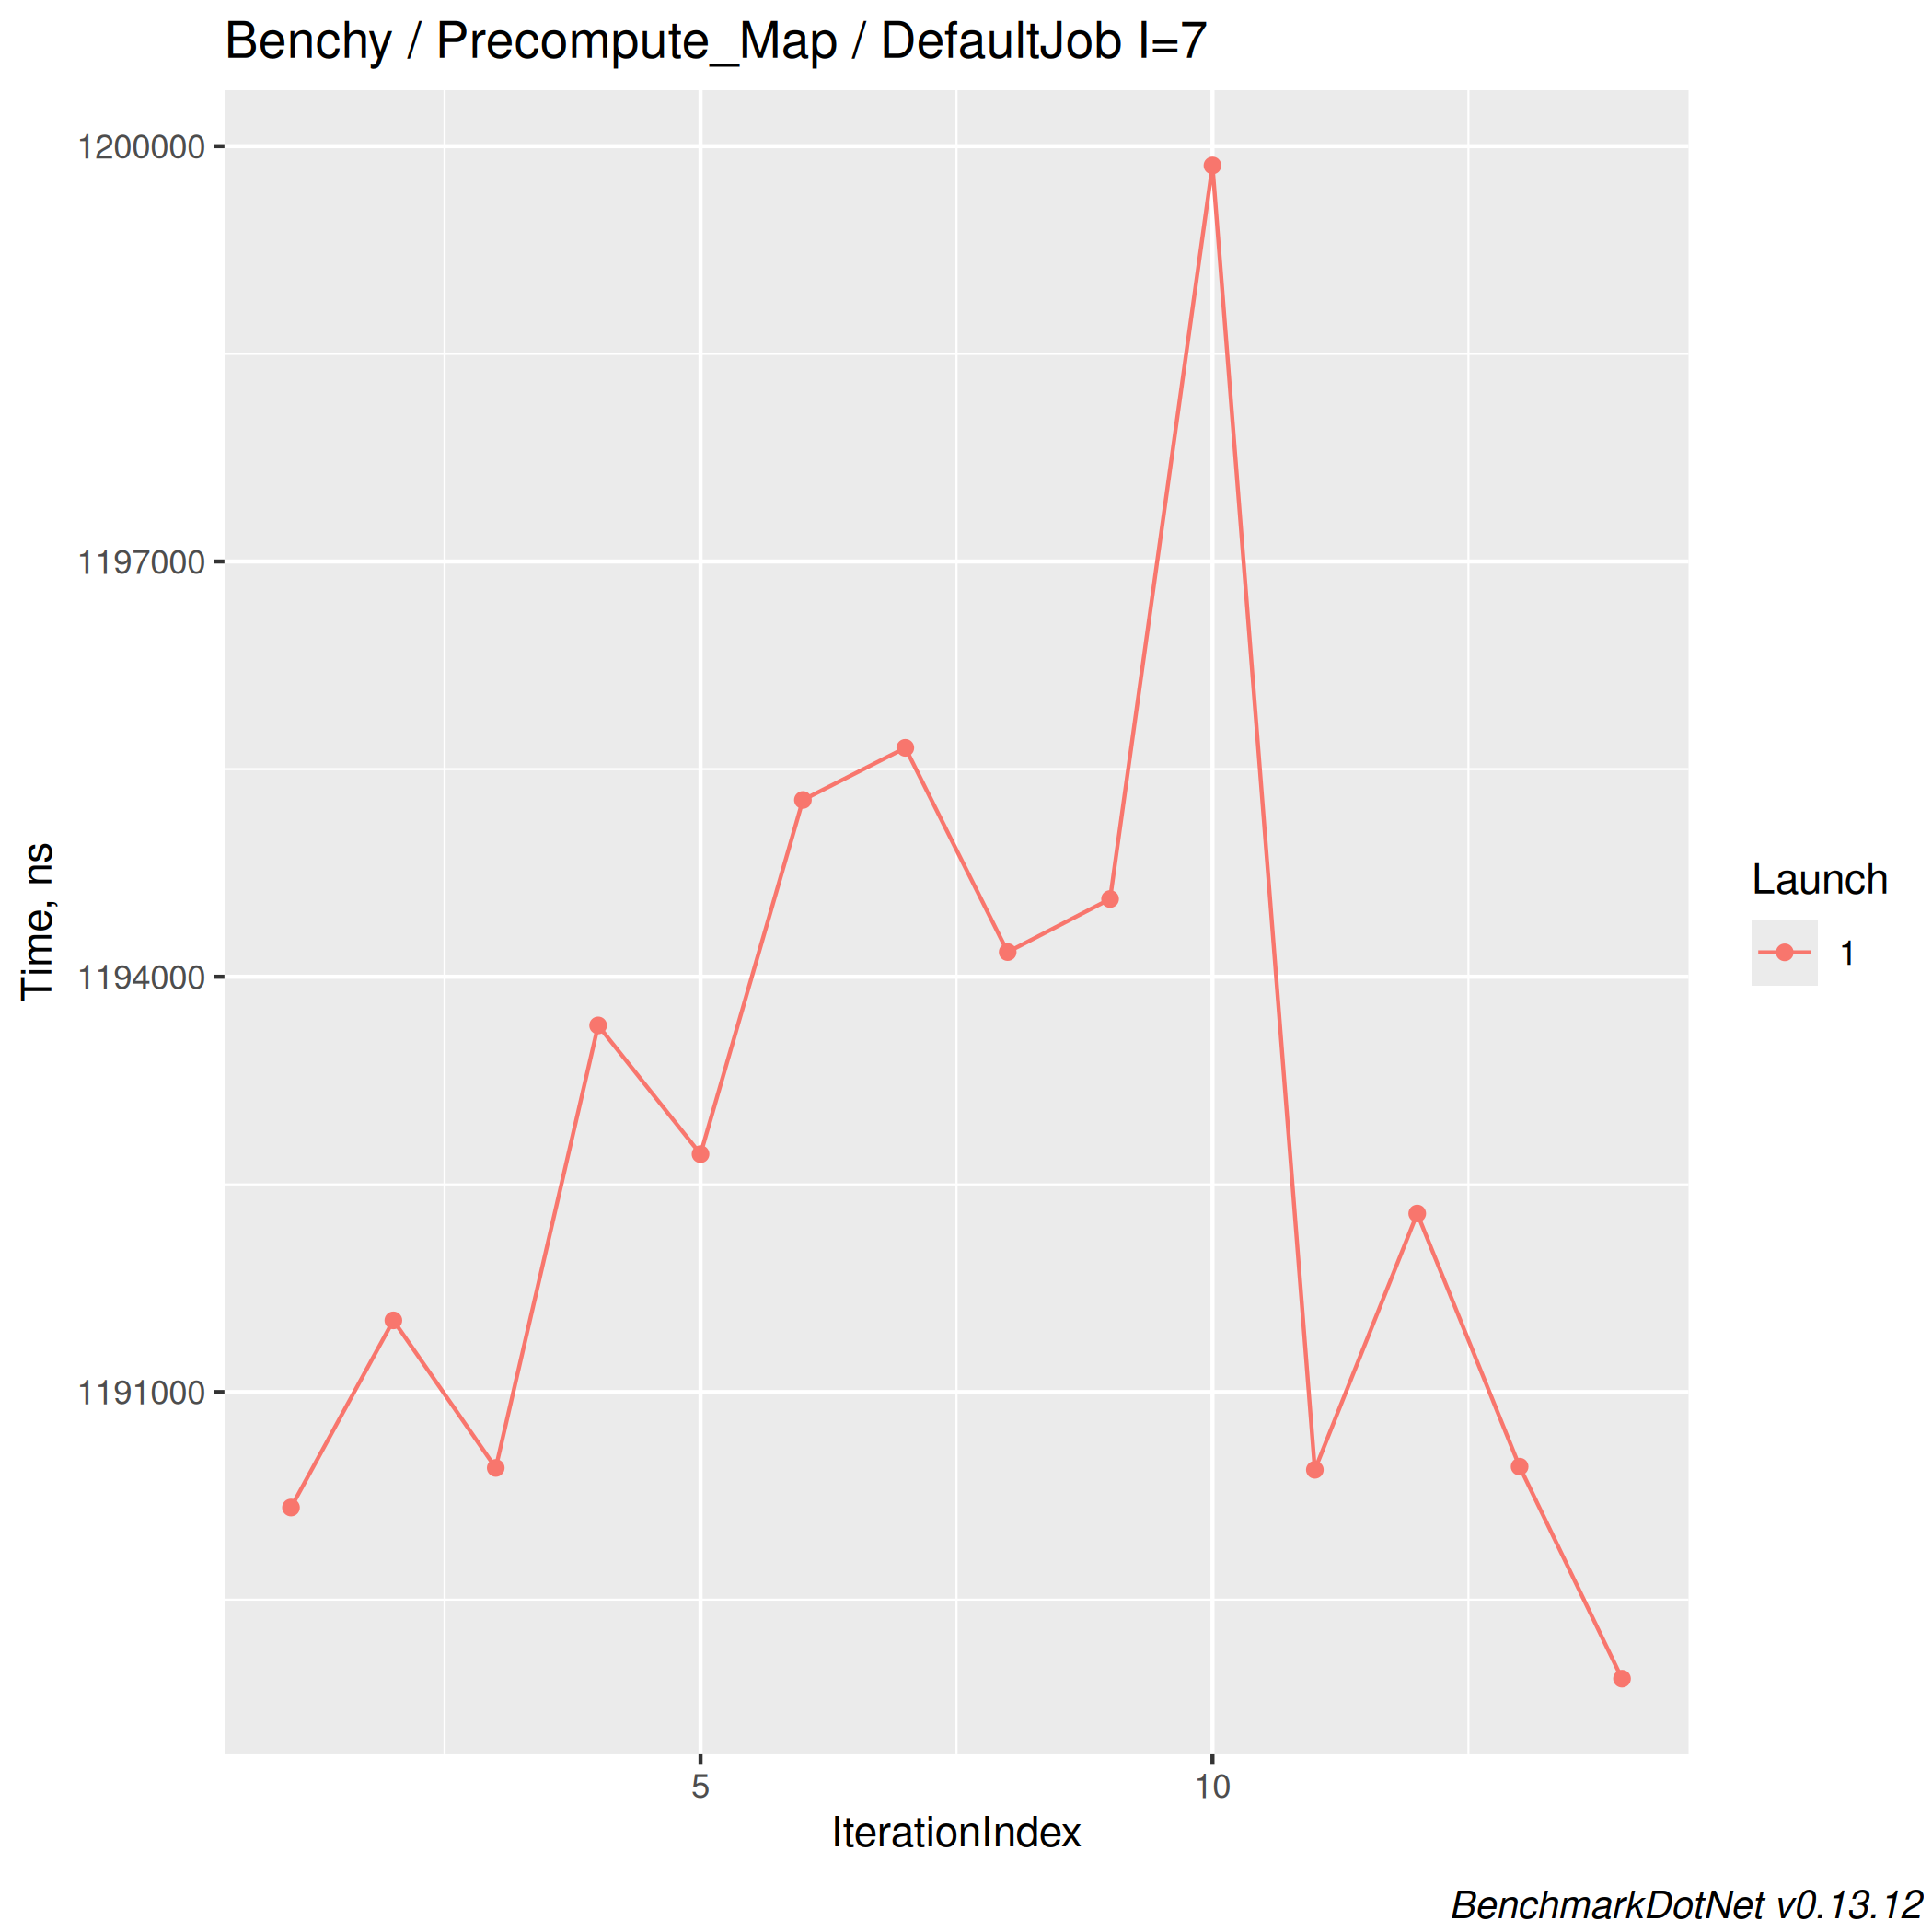 Benchy / Precompute_Map / DefaultJob I=7
1200000
1197000
1194000
1191000
Time, ns
5
10
IterationIndex
Launch
1
BenchmarkDotNet v0.13.12